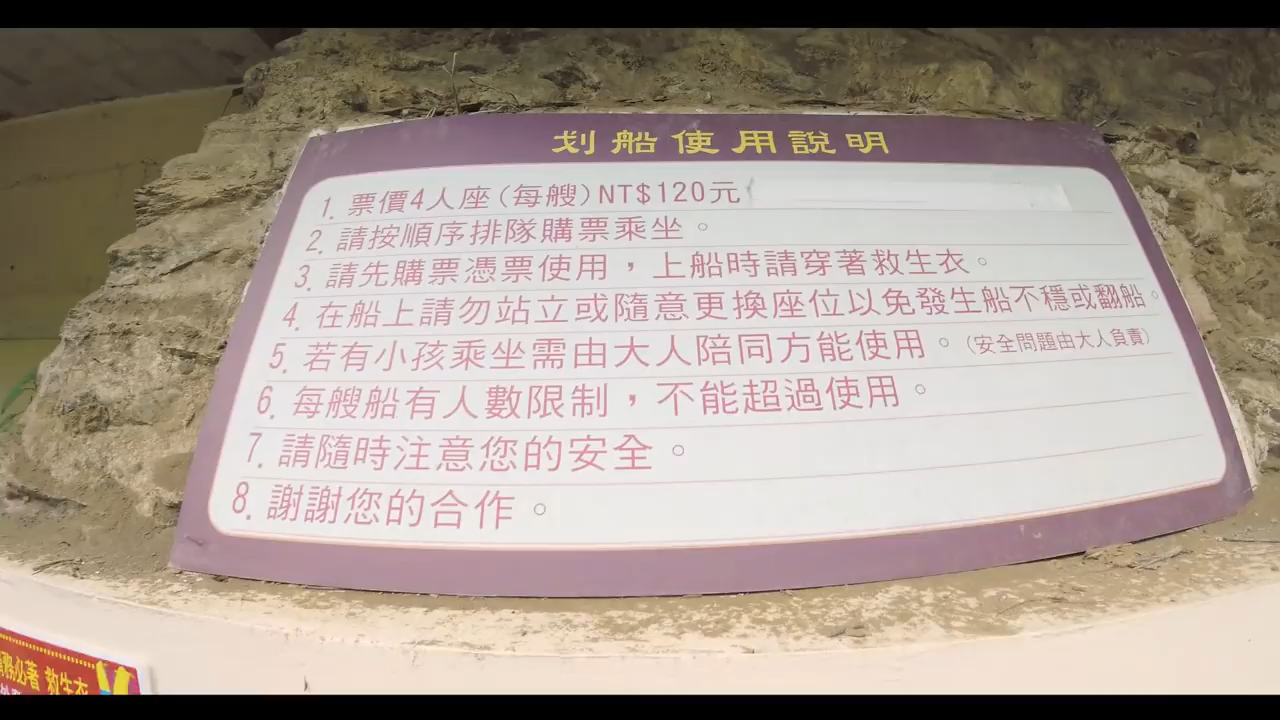 划船使用說明
1. 票價4人座(每艘)NT$120元
2. 請按順序排隊購票乘坐。
3. 請先購票憑票使用，上船時請穿著救生衣。
4. 在船上請勿站立或隨意更換座位以免發生船不穩或翻船。
5. 若有小孩乘坐需由大人陪同方能使用。(安全問題由大人負責)
6. 每艘船有人數限制，不能超過使用。
7. 請隨時注意您的安全。
8. 謝謝您的合作。
務必著 救生衣